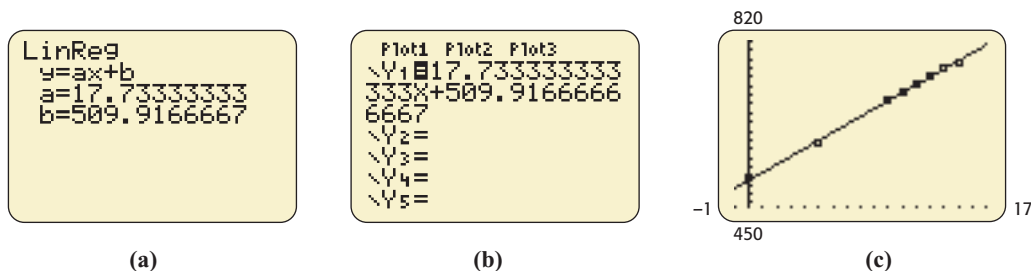 LinReg
y=ax+b
a=17.73333333
b=509.9166667
(a)
Plot1 Plot2 Plot3
\Y1=17.733333333
333X+509.9166666
6667
\Y2=
\Y3=
\Y4=
\Y5=
(b)
820
−1
17
450
(c)